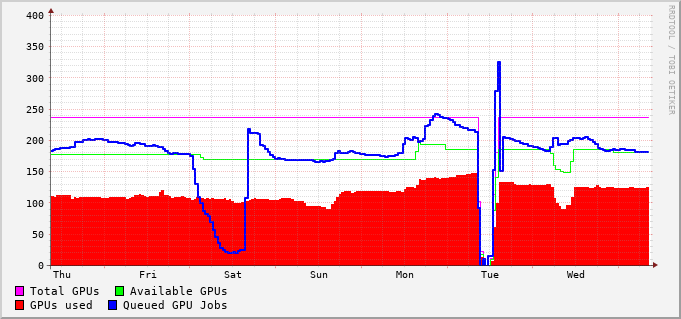 400
350
300
250
200
150
100
50
0
Thu Fri Sat Sun Mon Tue Wed
Total GPUs Available GPUs
GPUs used Queued GPU Jobs
RRDTOOL / TOBI OETIKER